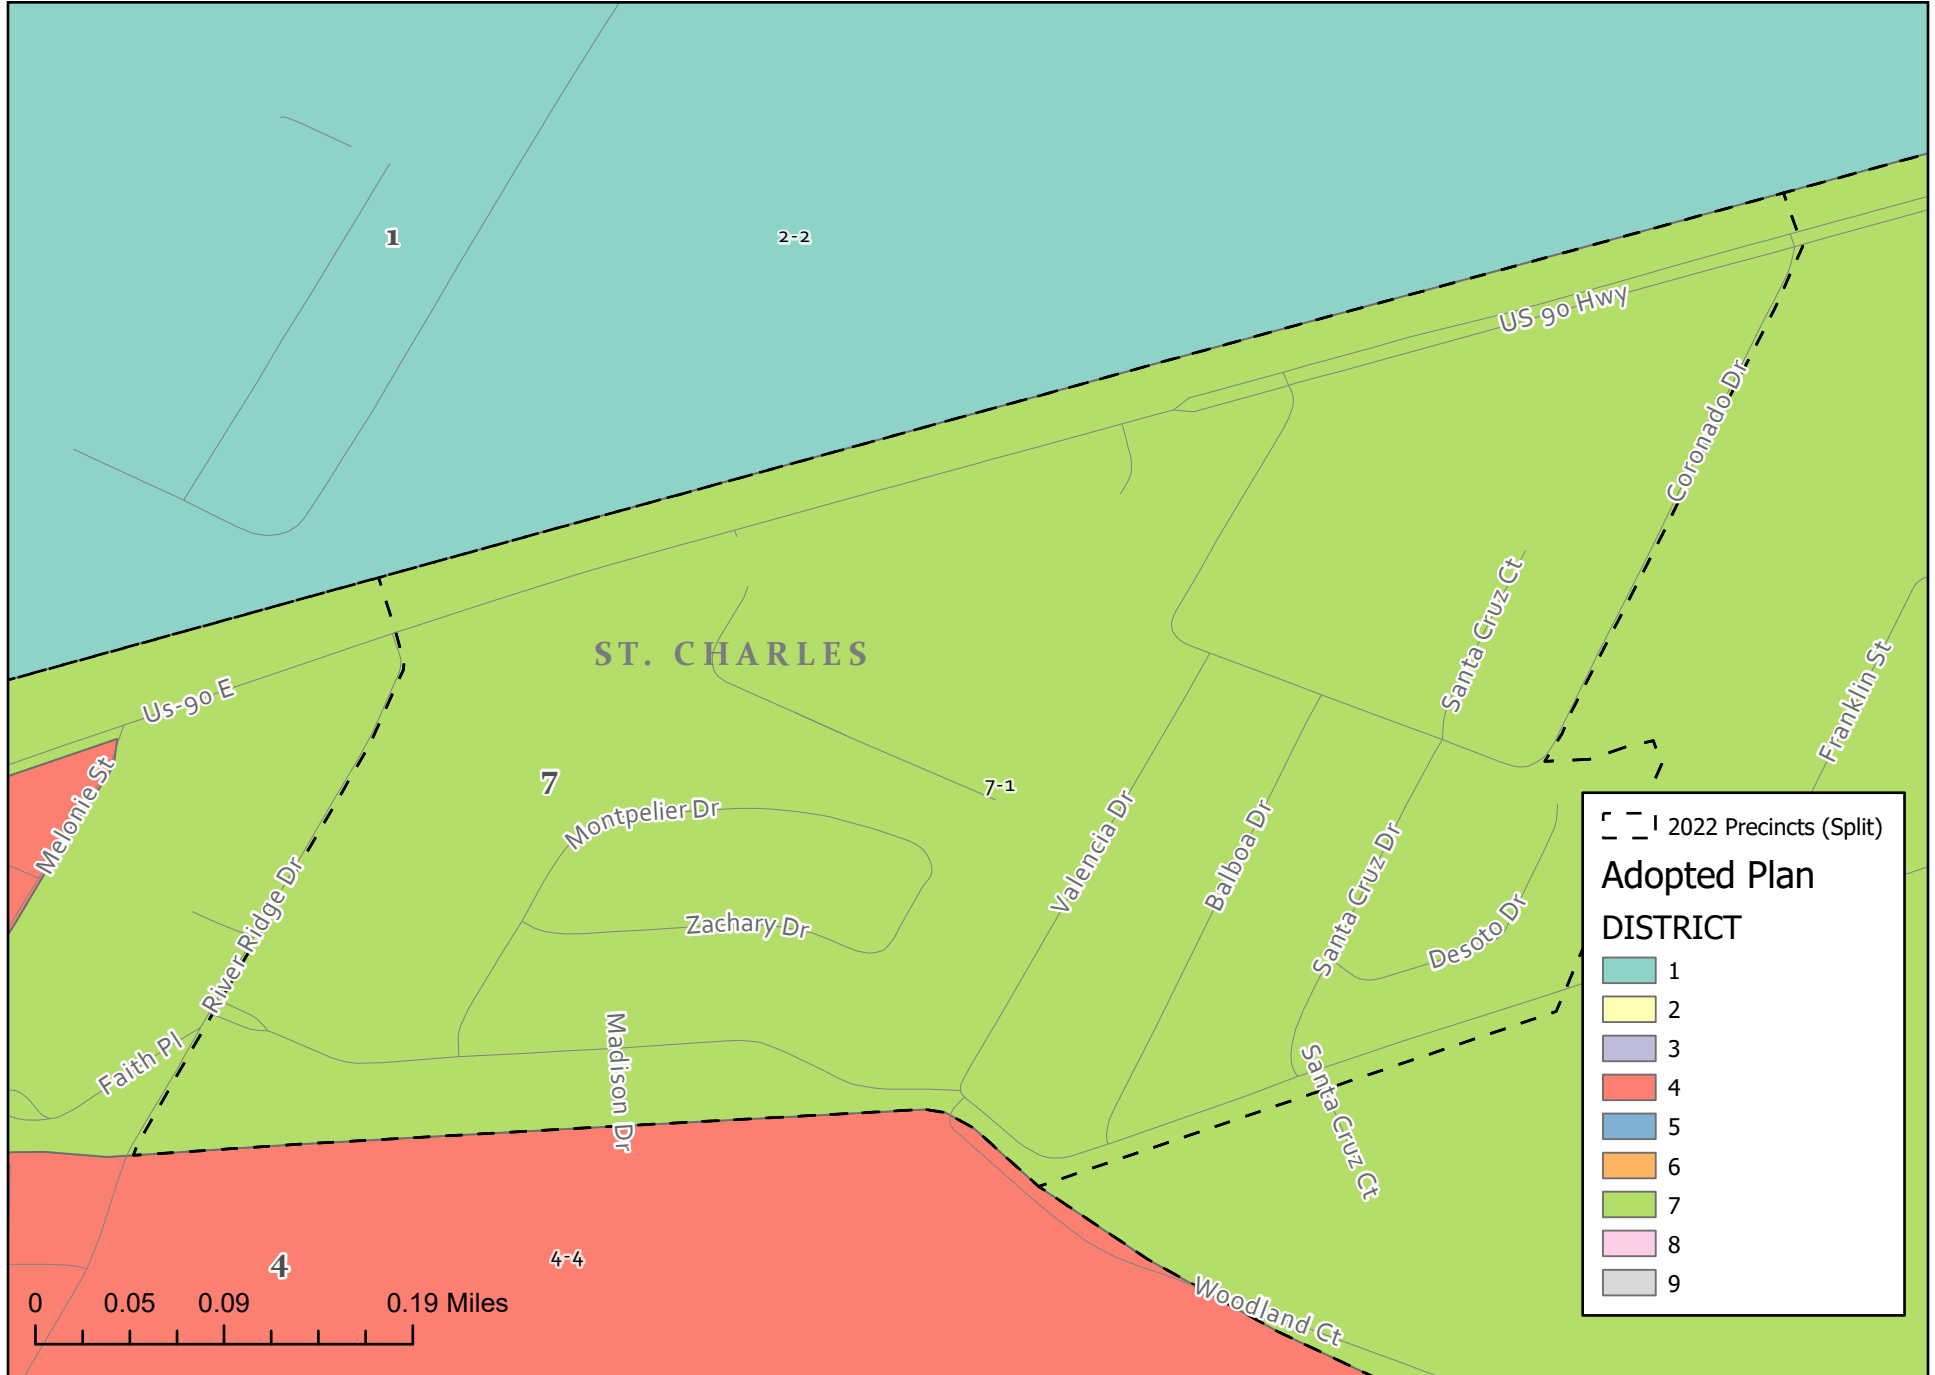 1
2-2
US 90 Hwy
Coronado Dr
Santa Cruz Ct
ST. CHARLES
Franklin St
Us-90 E
Melonie St
7
7-1
Montpelier Dr
Valencia Dr
Balboa Dr
Santa Cruz Dr
Zachary Dr
Desoto Dr
River Ridge Dr
Faith Pl
Madison Dr
Santa Cruz Ct
4
4-4
Woodland Ct
0 0.05 0.09 0.19 Miles
2022 Precincts (Split)
Adopted Plan
DISTRICT
1
2
3
4
5
6
7
8
9